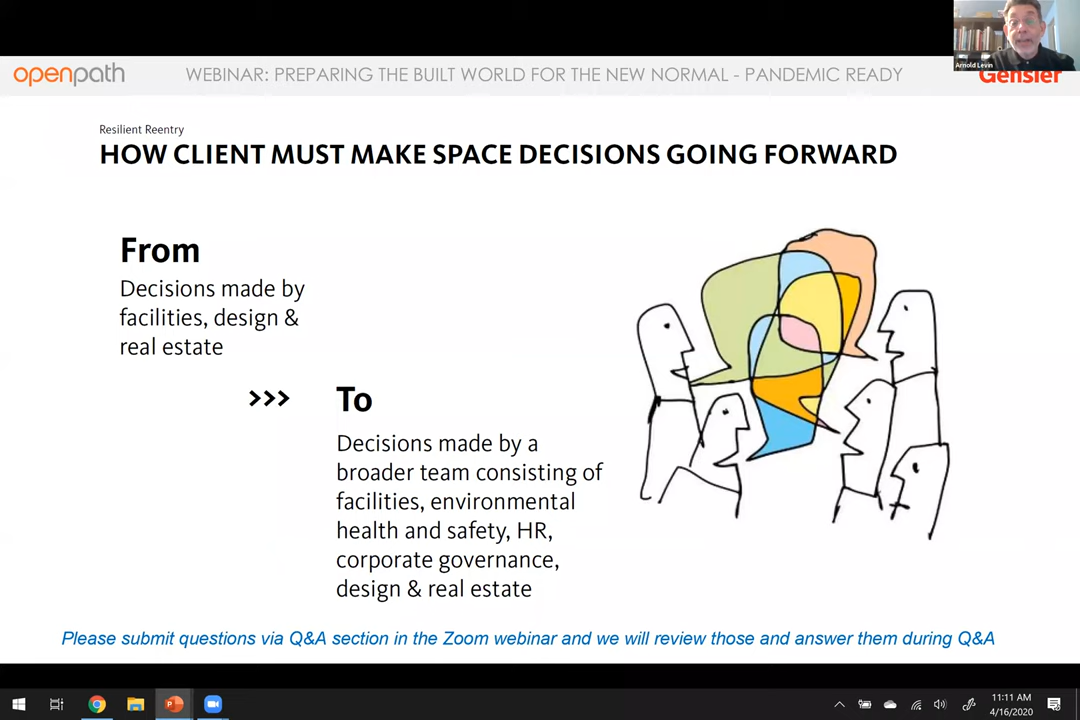 Arnold Levin
openpath
WEBINAR: PREPARING THE BUILT WORLD FOR THE NEW NORMAL - PANDEMIC READY
Gensler
Resilient Reentry
HOW CLIENT MUST MAKE SPACE DECISIONS GOING FORWARD
From
Decisions made by
facilities, design &
real estate
>>>
To
Decisions made by a
broader team consisting of
facilities, environmental
health and safety, HR,
corporate governance,
design & real estate
Please submit questions via Q&A section in the Zoom webinar and we will review those and answer them during Q&A
11:11 AM
4/16/2020